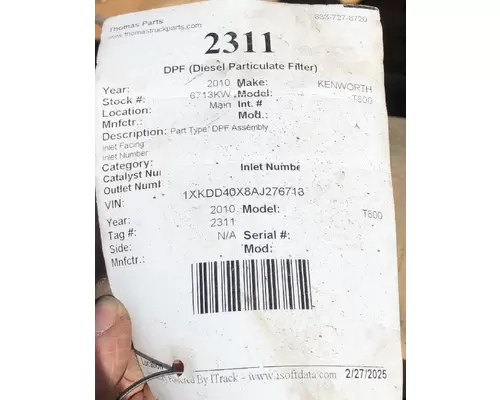 Thomas Parts 833-727-8720
www.thomastruckparts.com
2311
DPF (Diesel Particulate Filter)
Year: 2010 Make: KENWORTH
Stock #: 6713KW Model: T800
Location: Main Int. #
Mnfctr.: Mod.:
Description: Part Type: DPF Assembly
Inlet Facing
Inlet Number
Category: Inlet Numbe
Catalyst Nui
Outlet Numl
VIN: 1XKDD40X8AJ276713
Year: 2010 Model: T800
Tag #: 2311
Side: N/A Serial #:
Mnfctr.: Mod:
Powered By ITrack - www.isoftdata.com 2/27/2025